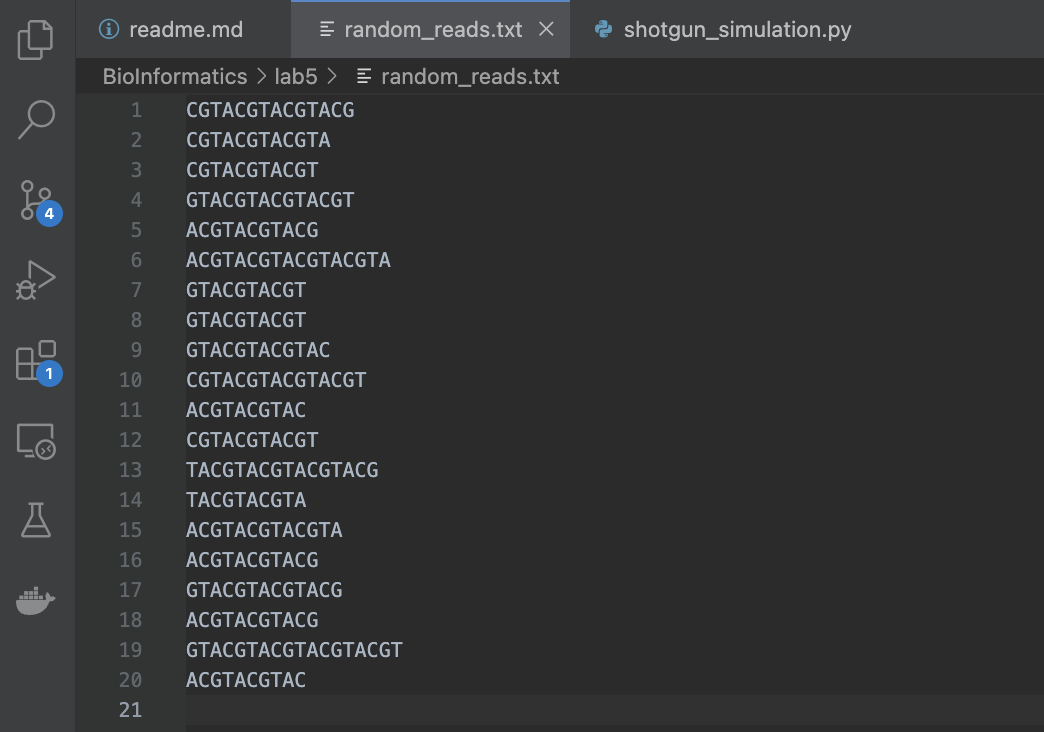 readme.md random_reads.txt shotgun_simulation.py
BioInformatics > lab5 > random_reads.txt
1 CGTACGTACGTACG
2 CGTACGTACGTA
3 CGTACGTACGT
4 GTACGTACGTACGT
5 ACGTACGTACG
6 ACGTACGTACGTACGTA
7 GTACGTACGT
8 GTACGTACGT
9 GTACGTACGTAC
10 CGTACGTACGTACGT
11 ACGTACGTAC
12 CGTACGTACGT
13 TACGTACGTACGTACG
14 TACGTACGTA
15 ACGTACGTACGTA
16 ACGTACGTACG
17 GTACGTACGTACG
18 ACGTACGTACG
19 GTACGTACGTACGTACGT
20 ACGTACGTAC
21
4
1